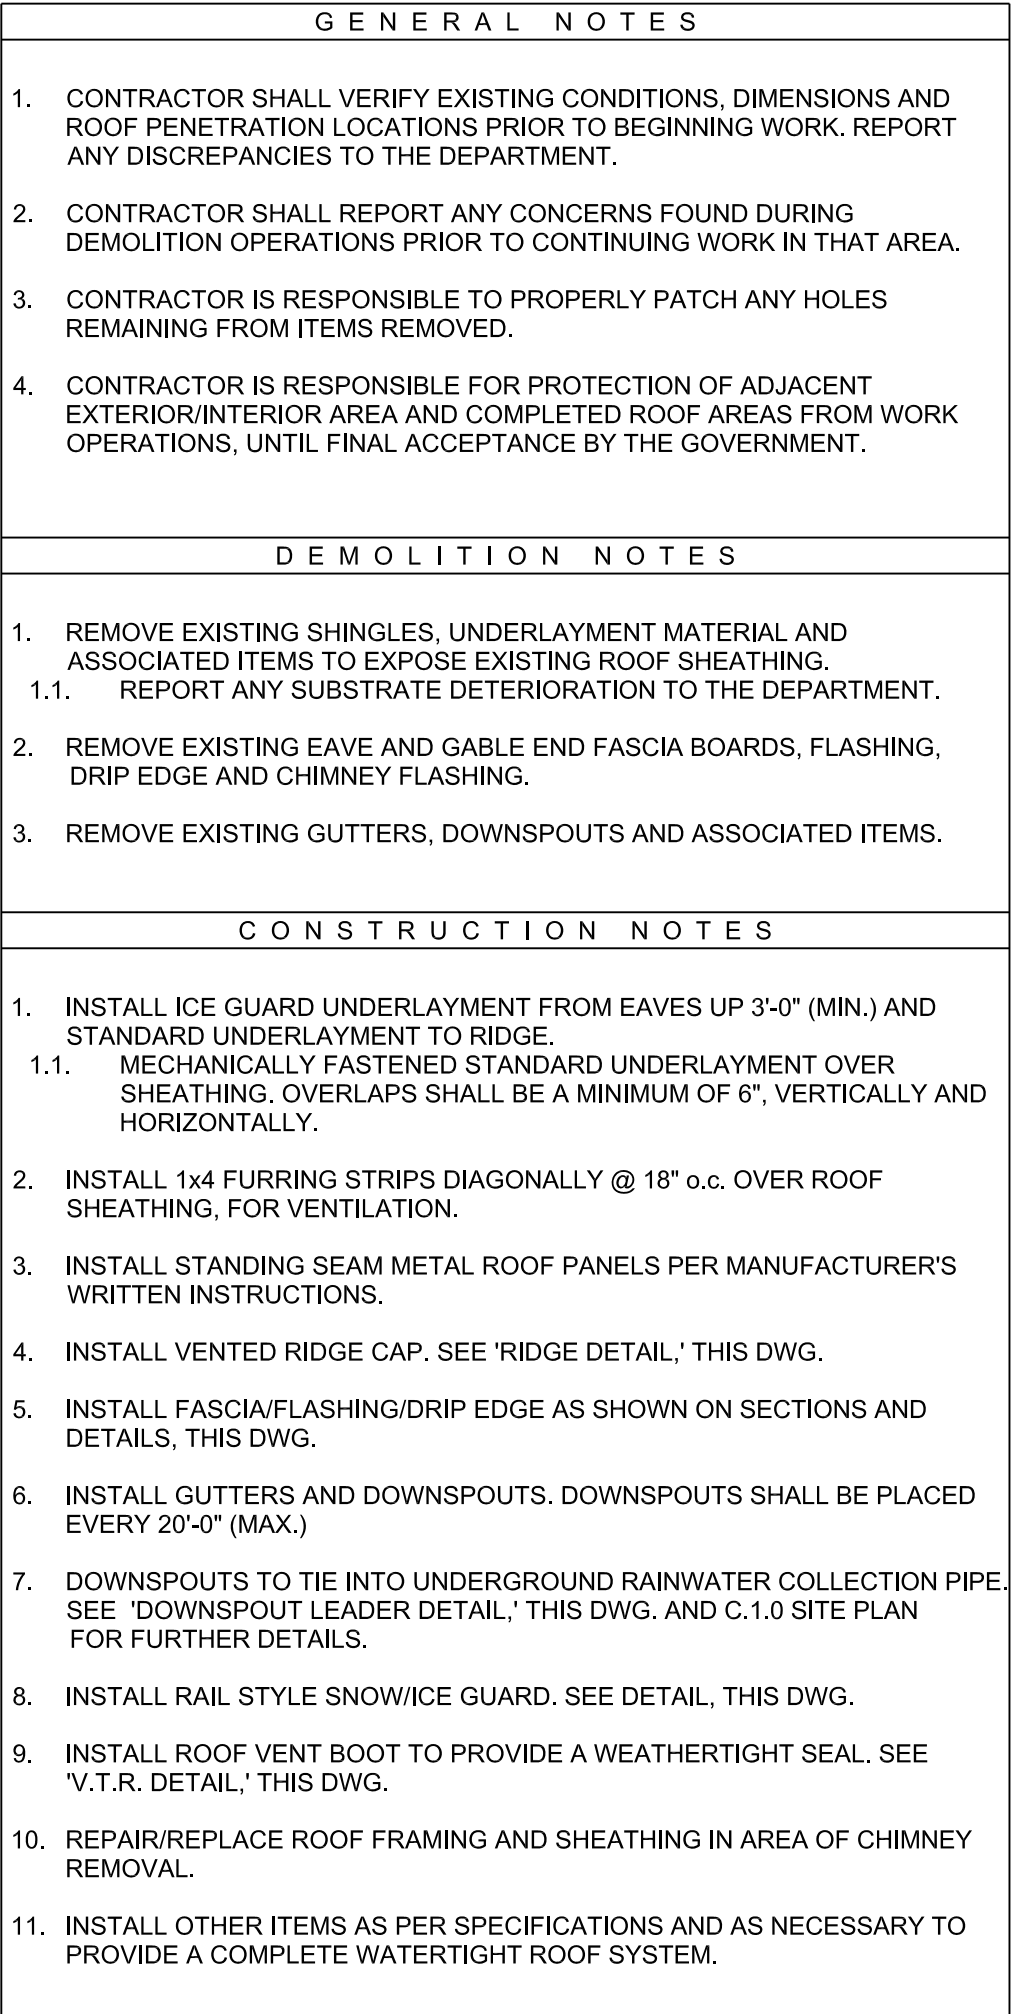 GENERAL NOTES
1. CONTRACTOR SHALL VERIFY EXISTING CONDITIONS, DIMENSIONS AND
ROOF PENETRATION LOCATIONS PRIOR TO BEGINNING WORK. REPORT
ANY DISCREPANCIES TO THE DEPARTMENT.
2. CONTRACTOR SHALL REPORT ANY CONCERNS FOUND DURING
DEMOLITION OPERATIONS PRIOR TO CONTINUING WORK IN THAT AREA.
3. CONTRACTOR IS RESPONSIBLE TO PROPERLY PATCH ANY HOLES
REMAINING FROM ITEMS REMOVED.
4. CONTRACTOR IS RESPONSIBLE FOR PROTECTION OF ADJACENT
EXTERIOR/INTERIOR AREA AND COMPLETED ROOF AREAS FROM WORK
OPERATIONS, UNTIL FINAL ACCEPTANCE BY THE GOVERNMENT.
DEMOLITION NOTES
1. REMOVE EXISTING SHINGLES, UNDERLAYMENT MATERIAL AND
ASSOCIATED ITEMS TO EXPOSE EXISTING ROOF SHEATHING.
1.1. REPORT ANY SUBSTRATE DETERIORATION TO THE DEPARTMENT.
2. REMOVE EXISTING EAVE AND GABLE END FASCIA BOARDS, FLASHING,
DRIP EDGE AND CHIMNEY FLASHING.
3. REMOVE EXISTING GUTTERS, DOWNSPOUTS AND ASSOCIATED ITEMS.
CONSTRUCTION NOTES
1. INSTALL ICE GUARD UNDERLAYMENT FROM EAVES UP 3'-0" (MIN.) AND
STANDARD UNDERLAYMENT TO RIDGE.
1.1. MECHANICALLY FASTENED STANDARD UNDERLAYMENT OVER
SHEATHING. OVERLAPS SHALL BE A MINIMUM OF 6", VERTICALLY AND
HORIZONTALLY.
2. INSTALL 1x4 FURRING STRIPS DIAGONALLY @ 18" o.c. OVER ROOF
SHEATHING, FOR VENTILATION.
3. INSTALL STANDING SEAM METAL ROOF PANELS PER MANUFACTURER'S
WRITTEN INSTRUCTIONS.
4. INSTALL VENTED RIDGE CAP. SEE 'RIDGE DETAIL,' THIS DWG.
5. INSTALL FASCIA/FLASHING/DRIP EDGE AS SHOWN ON SECTIONS AND
DETAILS, THIS DWG.
6. INSTALL GUTTERS AND DOWNSPOUTS. DOWNSPOUTS SHALL BE PLACED
EVERY 20'-0" (MAX.)
7. DOWNSPOUTS TO TIE INTO UNDERGROUND RAINWATER COLLECTION PIPE.
SEE 'DOWNSPOUT LEADER DETAIL,' THIS DWG. AND C.1.0 SITE PLAN
FOR FURTHER DETAILS.
8. INSTALL RAIL STYLE SNOW/ICE GUARD. SEE DETAIL, THIS DWG.
9. INSTALL ROOF VENT BOOT TO PROVIDE A WEATHERTIGHT SEAL. SEE
'V.T.R. DETAIL,' THIS DWG.
10. REPAIR/REPLACE ROOF FRAMING AND SHEATHING IN AREA OF CHIMNEY
REMOVAL.
11. INSTALL OTHER ITEMS AS PER SPECIFICATIONS AND AS NECESSARY TO
PROVIDE A COMPLETE WATERTIGHT ROOF SYSTEM.